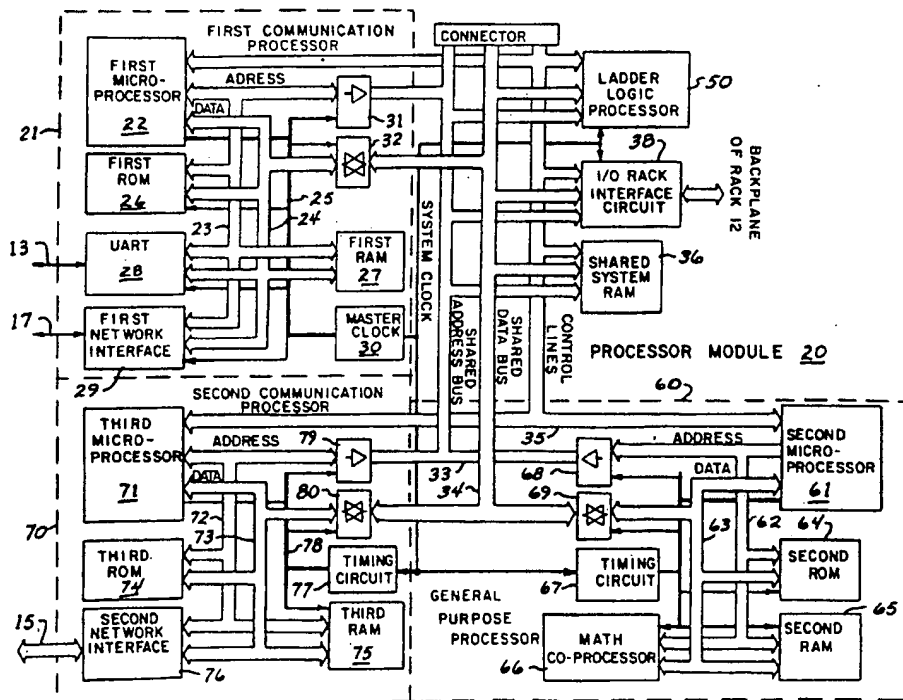 FIRST COMMUNICATION
PROCESSOR
CONNECTOR
FIRST
MICRO-
PROCESSOR
22
ADRESS
DATA
31
32
21
FIRST
ROM
26
25
24
23
UART
28
13
FIRST
RAM
27
FIRST
NETWORK
INTERFACE
17
29
MASTER
CLOCK
30
SYSTEM CLOCK
LADDER
LOGIC
PROCESSOR
50
38
I/O RACK
INTERFACE
CIRCUIT
BACKPLANE
OF RACK 12
SHARED
SYSTEM
RAM
36
SHARED
ADDRESS BUS
SHARED
DATA BUS
CONTROL
LINES
PROCESSOR MODULE 20
SECOND COMMUNICATION
PROCESSOR
THIRD
MICRO-
PROCESSOR
71
ADDRESS
DATA
79
80
70
72
73
78
THIRD
ROM
74
TIMING
CIRCUIT
77
SECOND
NETWORK
INTERFACE
15
76
THIRD
RAM
75
60
35
33
34
68
69
ADDRESS
DATA
SECOND
MICRO-
PROCESSOR
61
63
62
64
TIMING
CIRCUIT
67
SECOND
ROM
GENERAL
PURPOSE
PROCESSOR
MATH
CO-PROCESSOR
66
65
SECOND
RAM